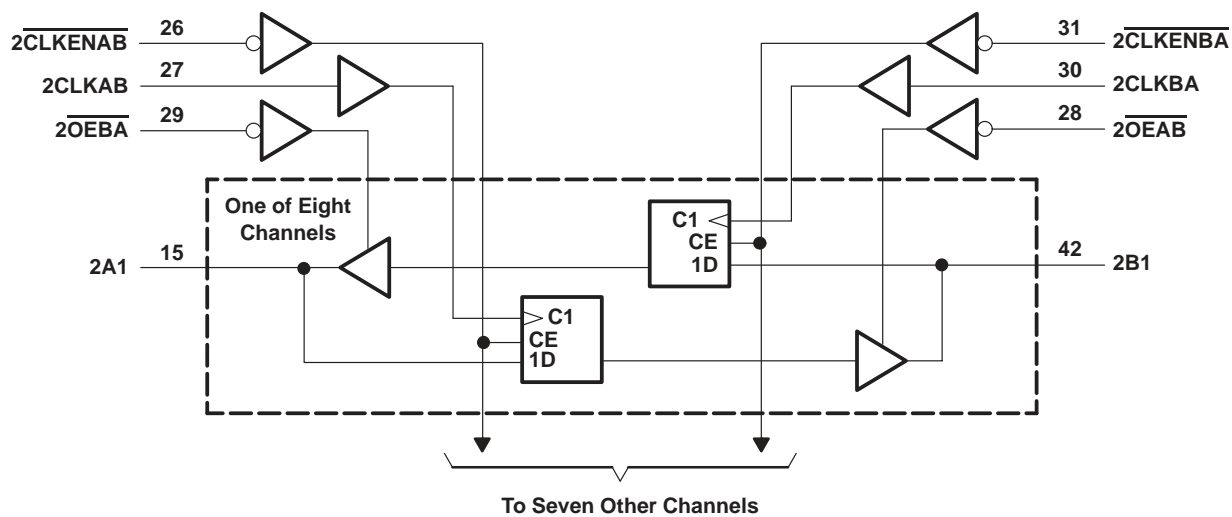 2CLKENAB 26
2CLKAB 27
2OEBA 29
31 2CLKENBA
30 2CLKBA
28 2OEAB
One of Eight
Channels
C1
CE
1D
2A1 15
42 2B1
C1
CE
1D
To Seven Other Channels